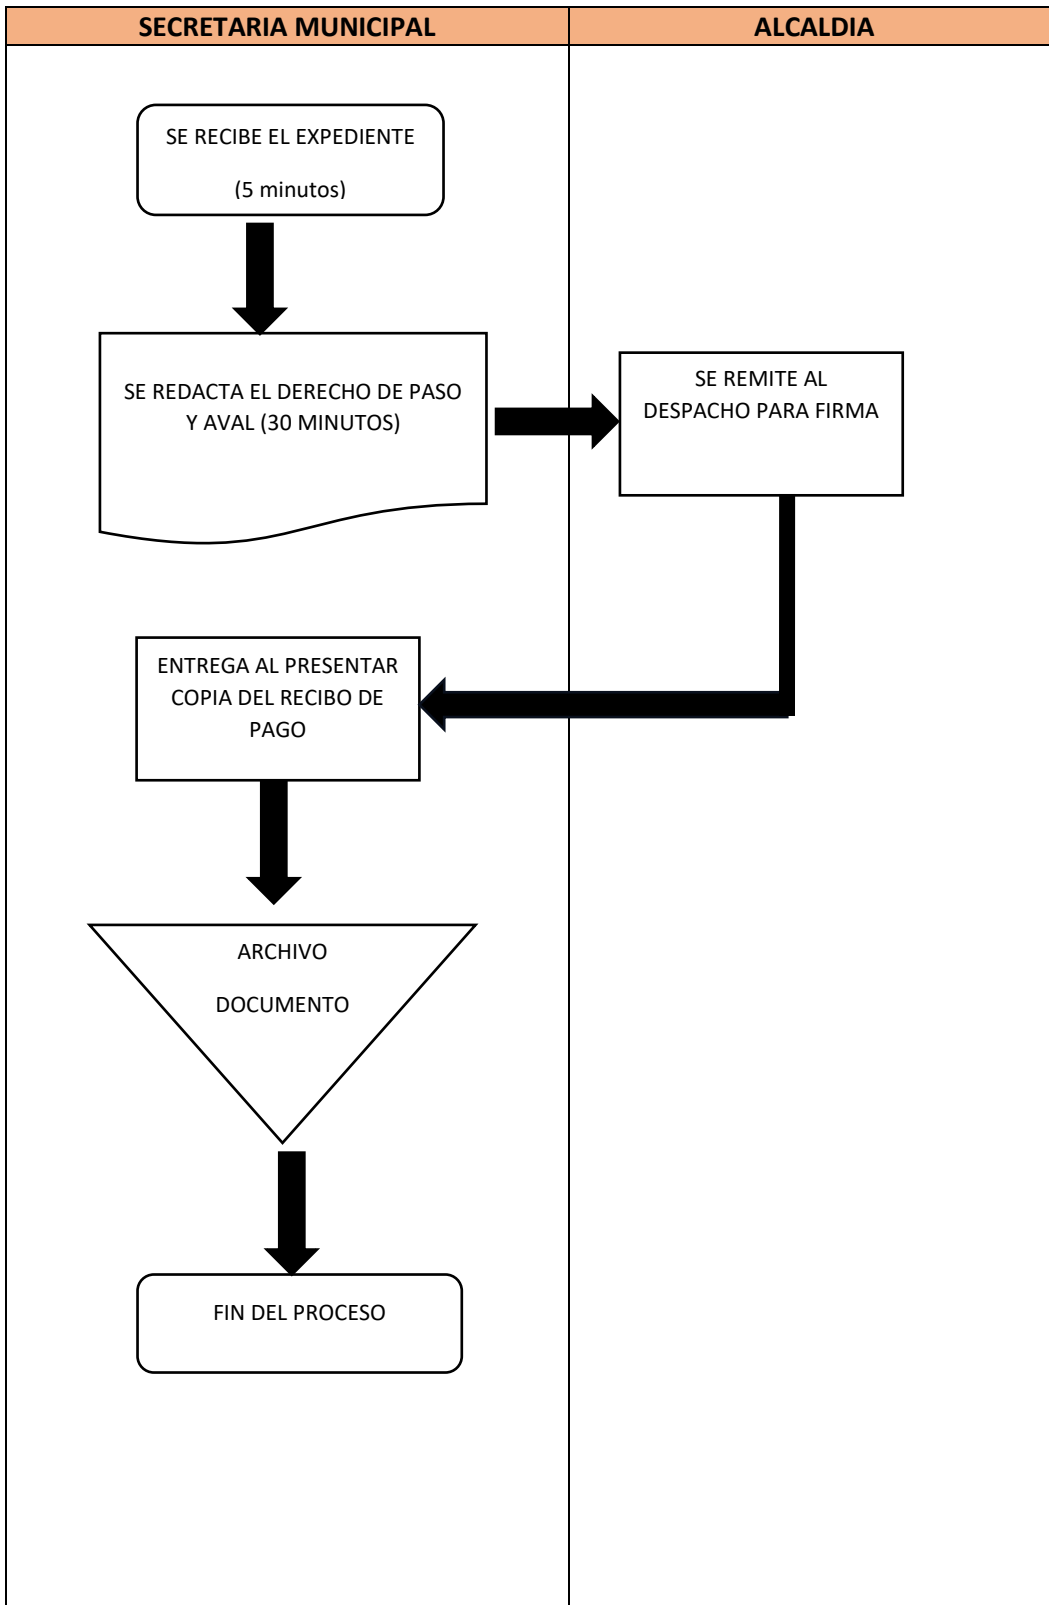 SECRETARIA MUNICIPAL
ALCALDIA
SE RECIBE EL EXPEDIENTE
(5 minutos)
SE REDACTA EL DERECHO DE PASO
Y AVAL (30 MINUTOS)
SE REMITE AL
DESPACHO PARA FIRMA
ENTREGA AL PRESENTAR
COPIA DEL RECIBO DE
PAGO
ARCHIVO
DOCUMENTO
FIN DEL PROCESO